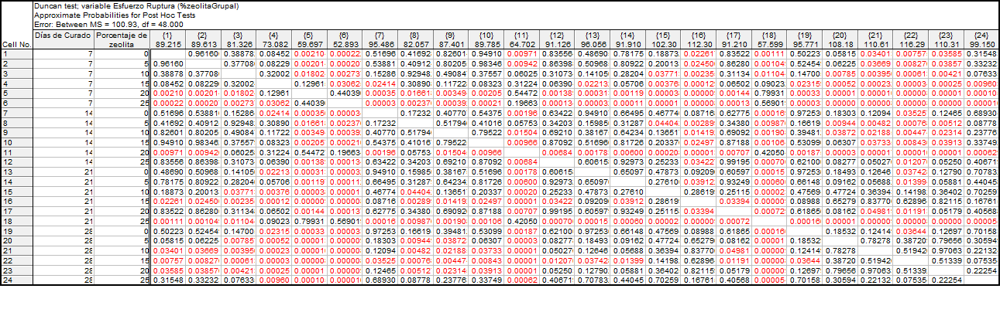 Duncan test; variable Esfuerzo Ruptura (%zeolitaGrupal)
Approximate Probabilities for Post Hoc Tests
Error: Between MS = 100.93, df = 48.000
Cell No. Días de Curado Porcentaje de zeolita {1} {2} {3} {4} {5} {6} {7} {8} {9} {10} {11} {12} {13} {14} {15} {16} {17} {18} {19} {20} {21} {22} {23} {24}
89.215 89.613 81.326 73.082 59.697 52.893 95.486 82.057 87.401 89.785 64.702 91.126 96.056 91.910 102.30 112.30 91.210 57.599 95.771 108.18 110.61 116.29 110.31 99.150
1 7 0 0.96160 0.38878 0.08452 0.00210 0.00022 0.51696 0.41692 0.82601 0.94910 0.00971 0.83556 0.48690 0.78175 0.18873 0.02261 0.83522 0.00111 0.50223 0.05815 0.03401 0.00757 0.03585 0.31548
2 7 5 0.96160 0.37708 0.08229 0.00201 0.00020 0.53881 0.40912 0.80205 0.98346 0.00942 0.86398 0.50968 0.80922 0.20013 0.02450 0.86280 0.00104 0.52454 0.06225 0.03669 0.00827 0.03857 0.33232
3 7 10 0.38878 0.37708 0.32002 0.01802 0.00273 0.15286 0.92948 0.49084 0.37557 0.06025 0.31073 0.14105 0.28204 0.03771 0.00235 0.31134 0.01104 0.14700 0.00785 0.00395 0.00061 0.00421 0.07633
4 7 15 0.08452 0.08229 0.32002 0.12961 0.03062 0.02414 0.30890 0.11722 0.08323 0.31224 0.06390 0.02213 0.05706 0.00376 0.00012 0.06502 0.09023 0.02315 0.00052 0.00023 0.00003 0.00025 0.00960
5 7 20 0.00210 0.00201 0.01802 0.12961 0.44039 0.00035 0.01661 0.00349 0.00205 0.54472 0.00138 0.00031 0.00119 0.00003 0.00000 0.00144 0.79931 0.00033 0.00001 0.00000 0.00000 0.00001 0.00010
6 7 25 0.00022 0.00020 0.00273 0.03062 0.44039 0.00003 0.00237 0.00039 0.00021 0.19663 0.00013 0.00003 0.00011 0.00001 0.00000 0.00013 0.56901 0.00003 0.00000 0.00000 0.00000 0.00000 0.00001
7 14 0 0.51696 0.53881 0.15286 0.02414 0.00035 0.00003 0.17232 0.40770 0.54375 0.00196 0.63422 0.94910 0.66495 0.46774 0.08716 0.62775 0.00016 0.97253 0.18303 0.12094 0.03525 0.12465 0.68930
8 14 5 0.41692 0.40912 0.92948 0.30890 0.01661 0.00237 0.17232 0.51794 0.41016 0.05753 0.34203 0.15985 0.31287 0.04404 0.00289 0.34380 0.00987 0.16619 0.00944 0.00482 0.00076 0.00512 0.08778
9 14 10 0.82601 0.80205 0.49084 0.11722 0.00349 0.00039 0.40770 0.51794 0.79522 0.01504 0.69210 0.38167 0.64234 0.13651 0.01419 0.69092 0.00190 0.39481 0.03872 0.02188 0.00447 0.02314 0.23776
10 14 15 0.94910 0.98346 0.37557 0.08323 0.00205 0.00021 0.54375 0.41016 0.79522 0.00966 0.87092 0.51696 0.81726 0.20337 0.02497 0.87188 0.00106 0.53099 0.06307 0.03733 0.00843 0.03913 0.33749
11 14 20 0.00971 0.00942 0.06025 0.31224 0.54472 0.19663 0.00196 0.05753 0.01504 0.00966 0.00684 0.00178 0.00600 0.00020 0.00001 0.00707 0.42050 0.00187 0.00003 0.00001 0.00000 0.00001 0.00062
12 14 25 0.83556 0.86398 0.31073 0.06390 0.00138 0.00013 0.63422 0.34203 0.69210 0.87092 0.00684 0.60615 0.92973 0.25233 0.03422 0.99195 0.00070 0.62100 0.08277 0.05027 0.01207 0.05250 0.40671
13 21 0 0.48690 0.50968 0.14105 0.02213 0.00031 0.00003 0.94910 0.15985 0.38167 0.51696 0.00178 0.60615 0.65097 0.47873 0.09209 0.60597 0.00015 0.97253 0.18493 0.12646 0.03742 0.12790 0.70783
14 21 5 0.78175 0.80922 0.28204 0.05706 0.00119 0.00011 0.66495 0.31287 0.64234 0.81726 0.00600 0.92973 0.65097 0.27610 0.03912 0.93249 0.00060 0.66148 0.09162 0.05688 0.01399 0.05881 0.44045
15 21 10 0.18873 0.20013 0.03771 0.00376 0.00003 0.00001 0.46774 0.04404 0.13651 0.20337 0.00020 0.25233 0.47873 0.27610 0.28619 0.25115 0.00002 0.47569 0.47724 0.36394 0.14198 0.36402 0.70259
16 21 15 0.02261 0.02450 0.00235 0.00012 0.00000 0.00001 0.08716 0.00289 0.01419 0.02497 0.00001 0.03422 0.09209 0.03912 0.28619 0.03394 0.00000 0.08988 0.65279 0.83770 0.62896 0.82115 0.16761
17 21 20 0.83522 0.86280 0.31134 0.06502 0.00144 0.00013 0.62775 0.34380 0.69092 0.87188 0.00707 0.99195 0.60597 0.93249 0.25115 0.03394 0.00072 0.61865 0.08162 0.04981 0.01191 0.05179 0.40568
18 21 25 0.00111 0.00104 0.01104 0.09023 0.79931 0.56901 0.00016 0.00987 0.00190 0.00106 0.42050 0.00070 0.00015 0.00060 0.00002 0.00000 0.00072 0.00016 0.00001 0.00000 0.00000 0.00000 0.00005
19 28 0 0.50223 0.52454 0.14700 0.02315 0.00033 0.00003 0.97253 0.16619 0.39481 0.53099 0.00187 0.62100 0.97253 0.66148 0.47569 0.08988 0.61865 0.00016 0.18532 0.12414 0.03644 0.12697 0.70158
20 28 5 0.05815 0.06225 0.00785 0.00052 0.00001 0.00000 0.18303 0.00944 0.03872 0.06307 0.00003 0.08277 0.18493 0.09162 0.47724 0.65279 0.08162 0.00001 0.18532 0.78278 0.38720 0.79656 0.30594
21 28 10 0.03401 0.03669 0.00395 0.00023 0.00001 0.00000 0.12094 0.00482 0.02188 0.03733 0.00001 0.05027 0.12646 0.05688 0.36394 0.83770 0.04981 0.00000 0.12414 0.78278 0.51942 0.97063 0.22132
22 28 15 0.00757 0.00827 0.00061 0.00003 0.00000 0.00000 0.03525 0.00076 0.00447 0.00843 0.00000 0.01207 0.03742 0.01399 0.14198 0.62896 0.01191 0.00000 0.03644 0.38720 0.51942 0.51339 0.07535
23 28 20 0.03585 0.03857 0.00421 0.00025 0.00001 0.00000 0.12465 0.00512 0.02314 0.03913 0.00001 0.05250 0.12790 0.05881 0.36402 0.82115 0.05179 0.00000 0.12697 0.79656 0.97063 0.51339 0.22254
24 28 25 0.31548 0.33232 0.07633 0.00960 0.00010 0.00001 0.68930 0.08778 0.23776 0.33749 0.00062 0.40671 0.70783 0.44045 0.70259 0.16761 0.40568 0.00005 0.70158 0.30594 0.22132 0.07535 0.22254